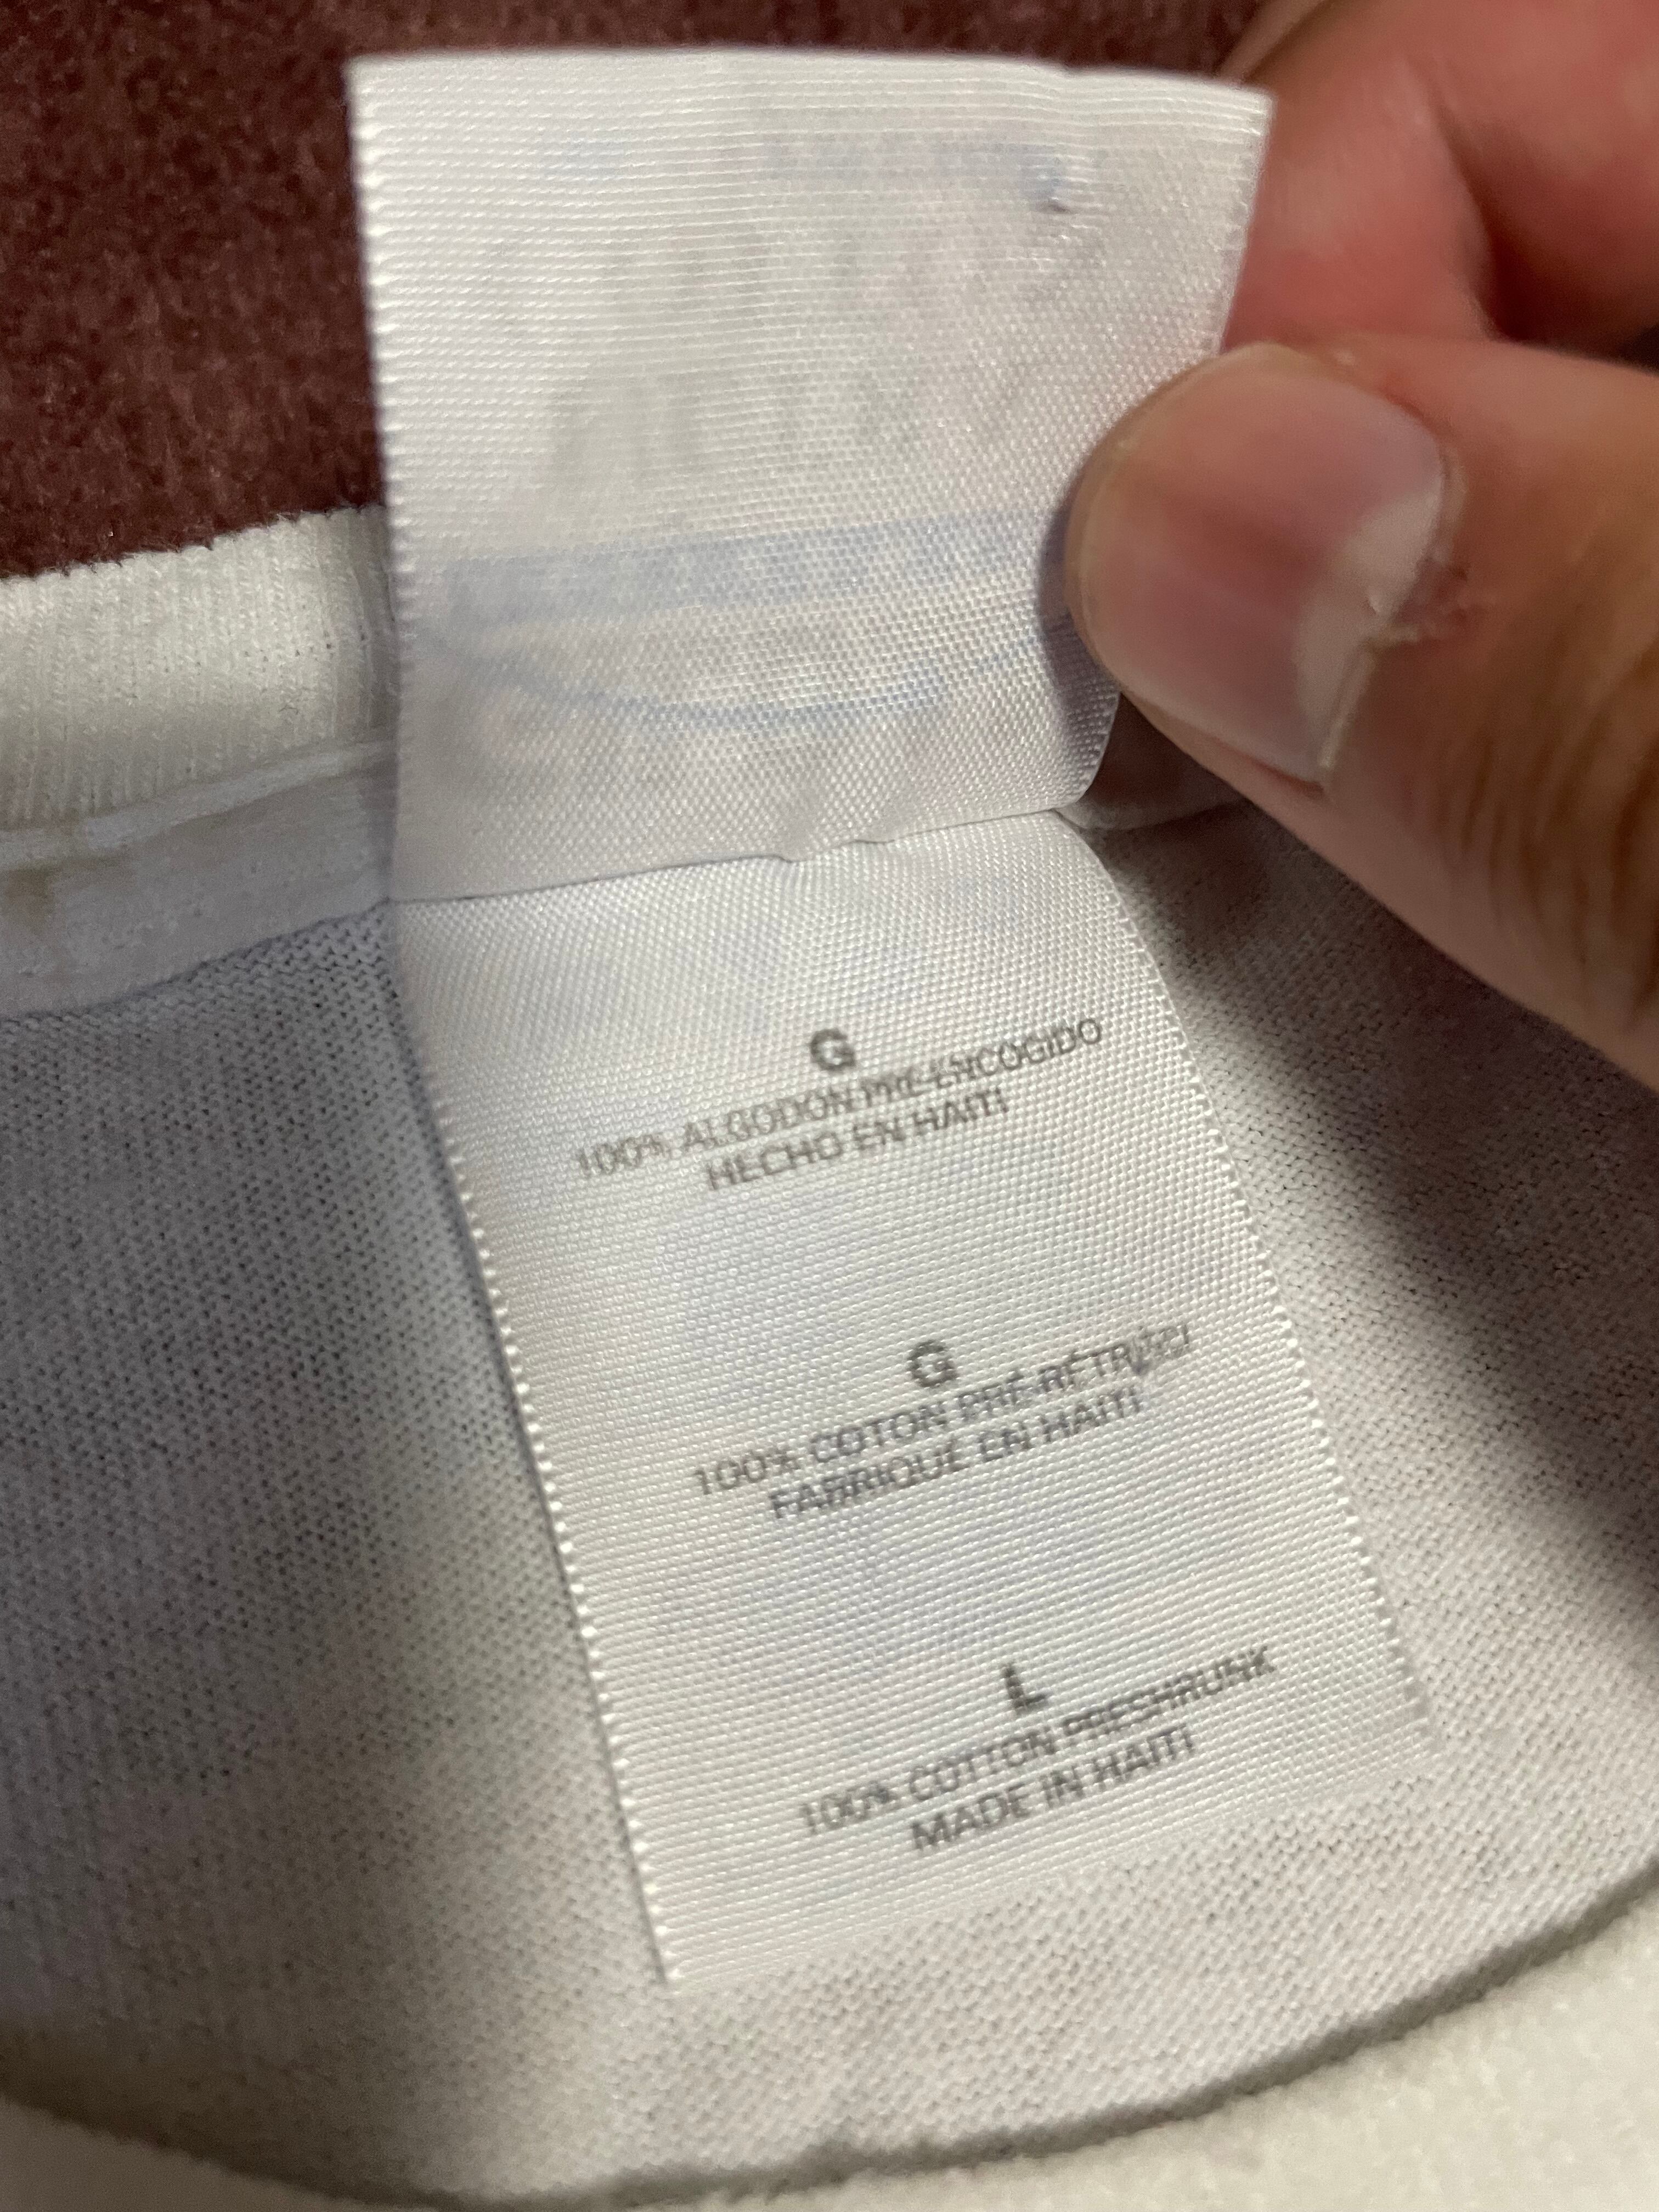 G
100% ALGODON PRE-ENCOGIDO
HECHO EN HAITI
G
100% COTON PRÉ-RÉTRÉCI
FABRIQUÉ EN HAITI
L
100% COTTON PRESHRUNK
MADE IN HAITI